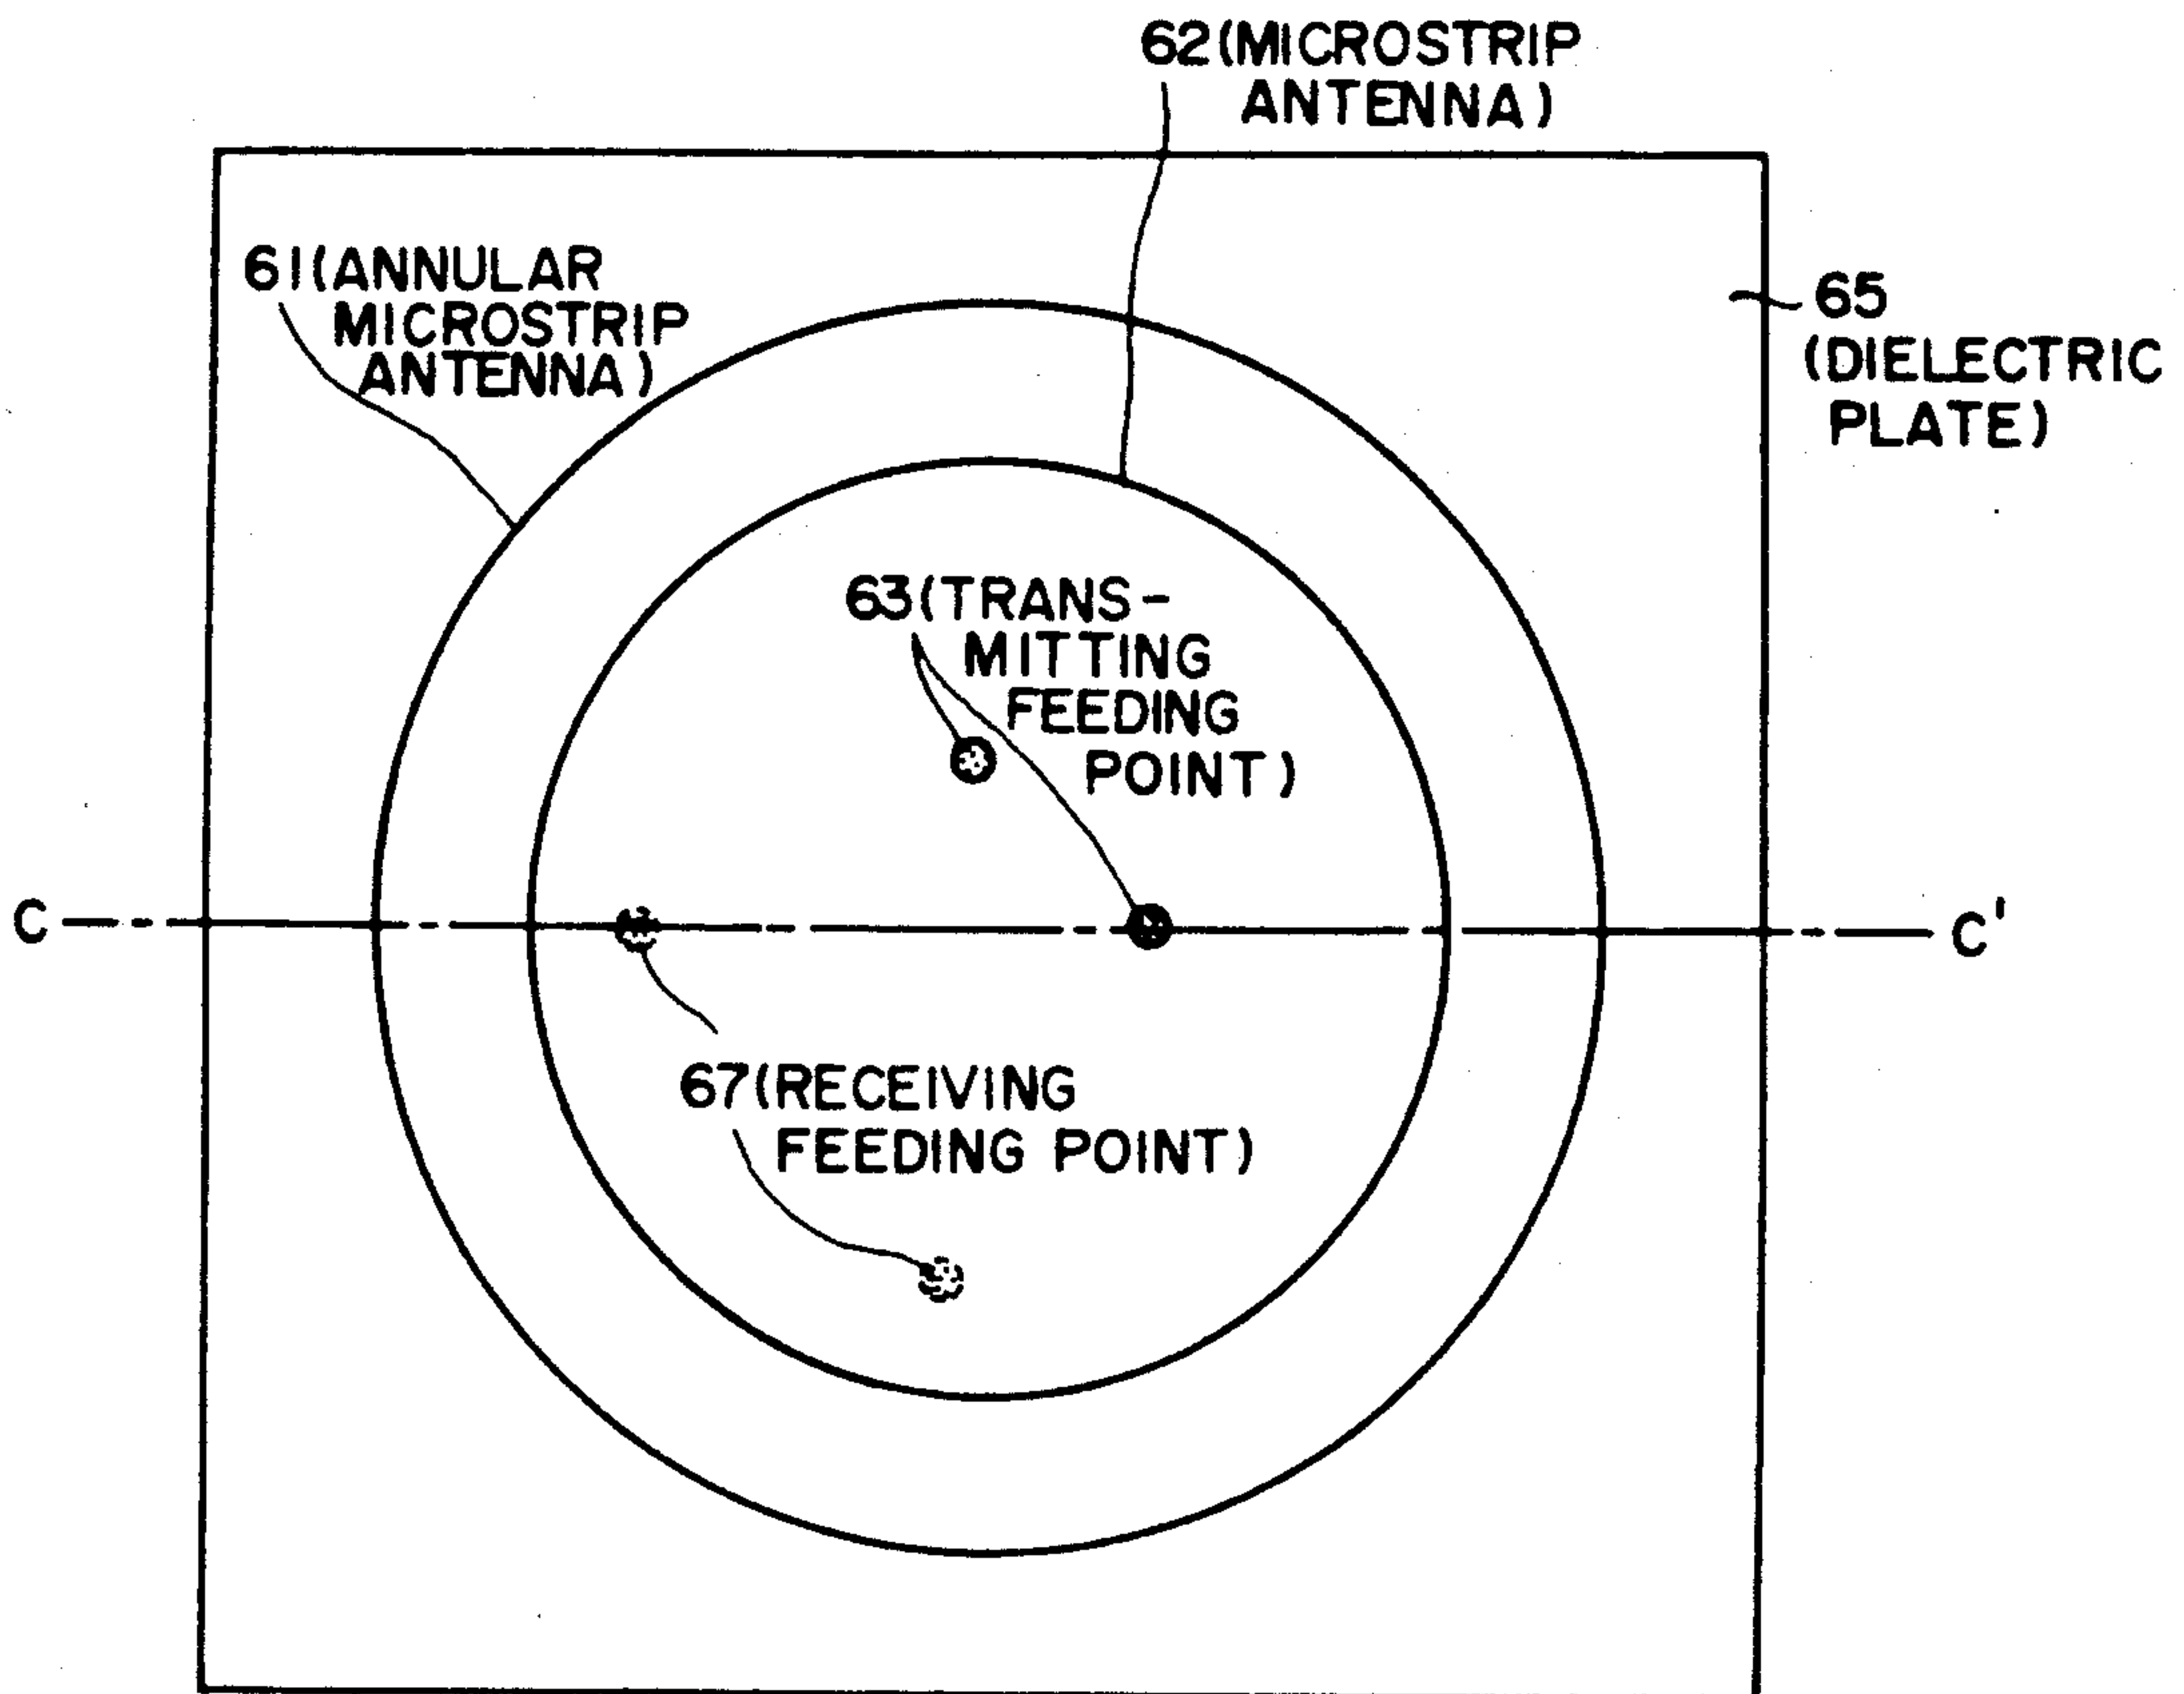 62(MICROSTRIP
ANTENNA)
61(ANNULAR
MICROSTRIP
ANTENNA)
65
(DIELECTRIC
PLATE)
63(TRANS-
MITTING
FEEDING
POINT)
C
C'
67(RECEIVING
FEEDING POINT)